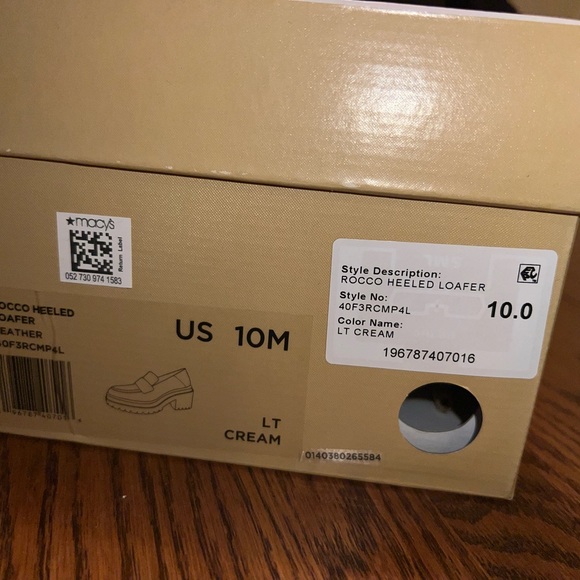 ★macy's
Return Label
052 730 974 1583
OCCO HEELED
OAFER
EATHER
40F3RCMP4L
US 10M
LT
CREAM
Style Description:
ROCCO HEELED LOAFER
Style No:
40F3RCMP4L
10.0
Color Name:
LT CREAM
196787407016
0140380265584